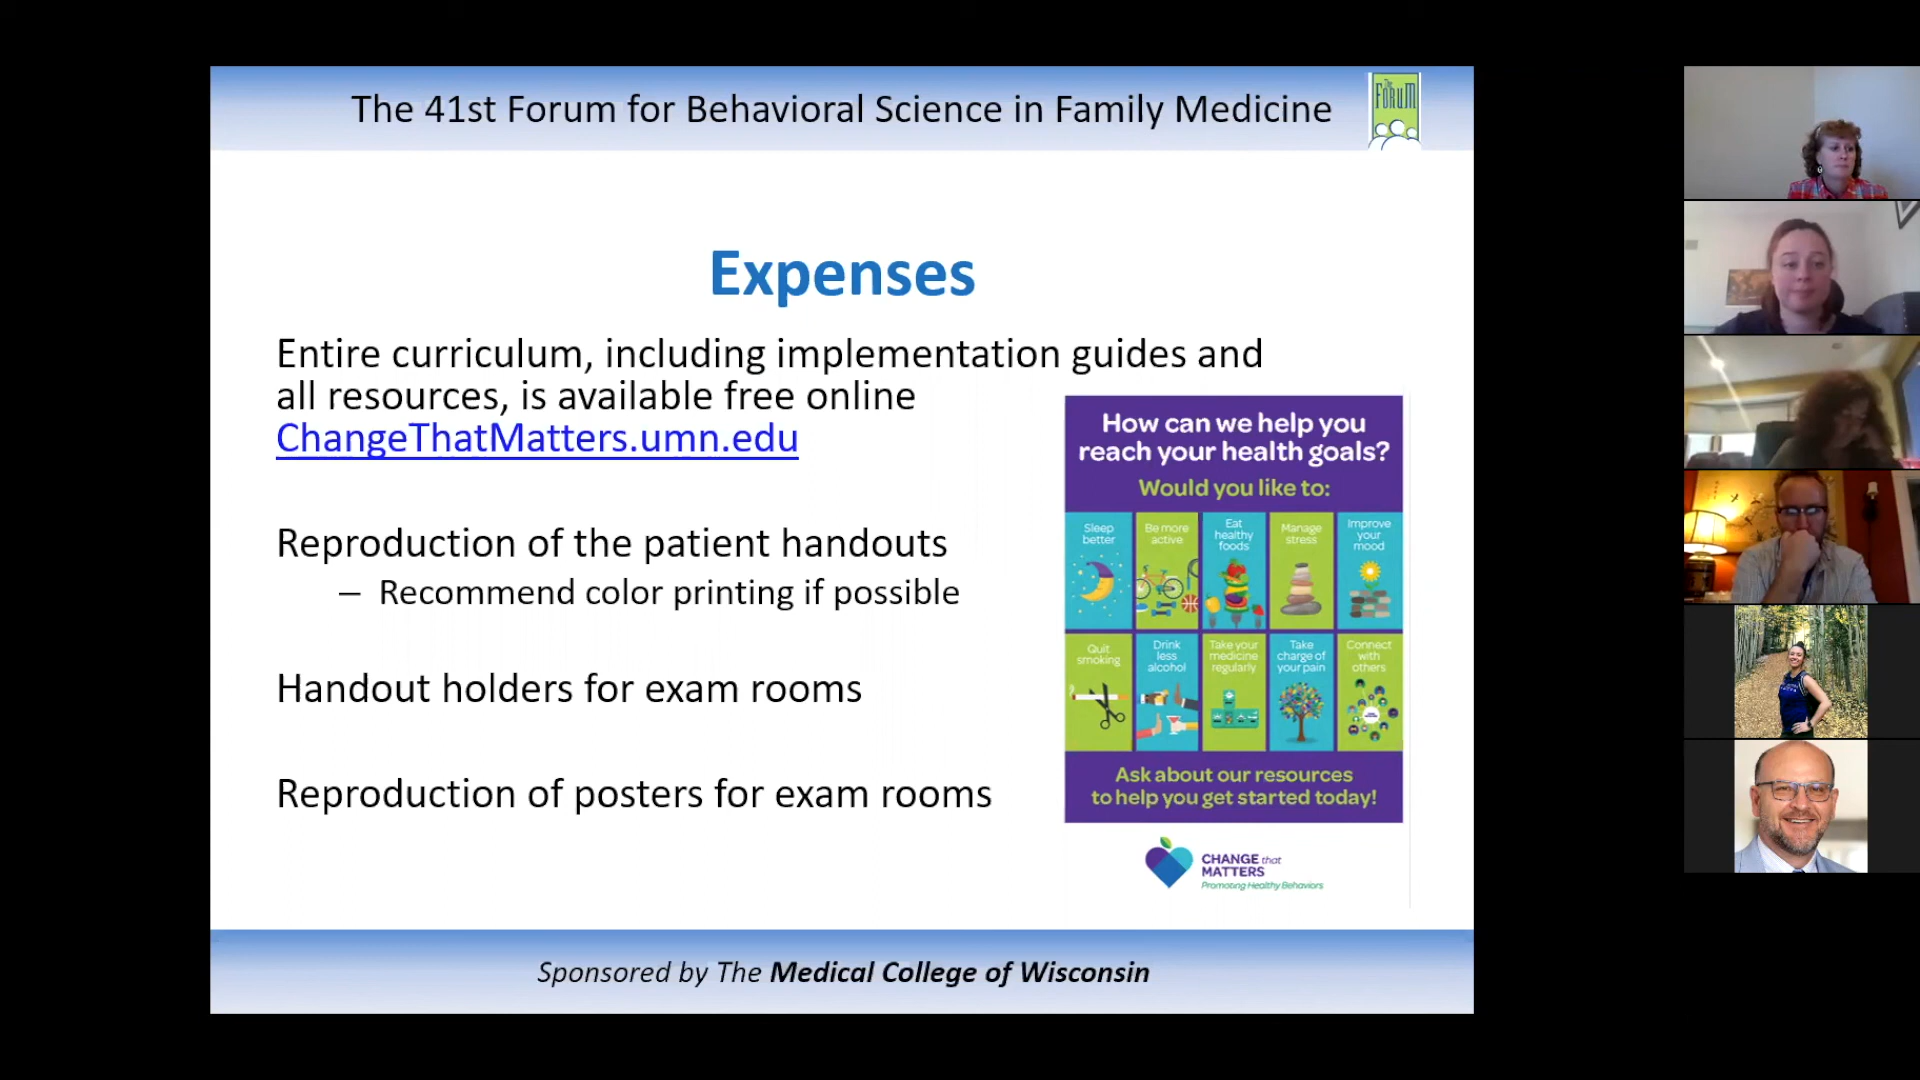 The 41st Forum for Behavioral Science in Family Medicine
The
FORUM
Expenses
Entire curriculum, including implementation guides and
all resources, is available free online
ChangeThatMatters.umn.edu
Reproduction of the patient handouts
– Recommend color printing if possible
Handout holders for exam rooms
Reproduction of posters for exam rooms
How can we help you
reach your health goals?
Would you like to:
Sleep
better
Be more
active
Eat
healthy
foods
Manage
stress
Improve
your
mood
Quit
smoking
Drink
less
alcohol
Take your
medicine
regularly
Take
charge of
your pain
Connect
with
others
Ask about our resources
to help you get started today!
CHANGE that
MATTERS
Promoting Healthy Behaviors
Sponsored by The Medical College of Wisconsin